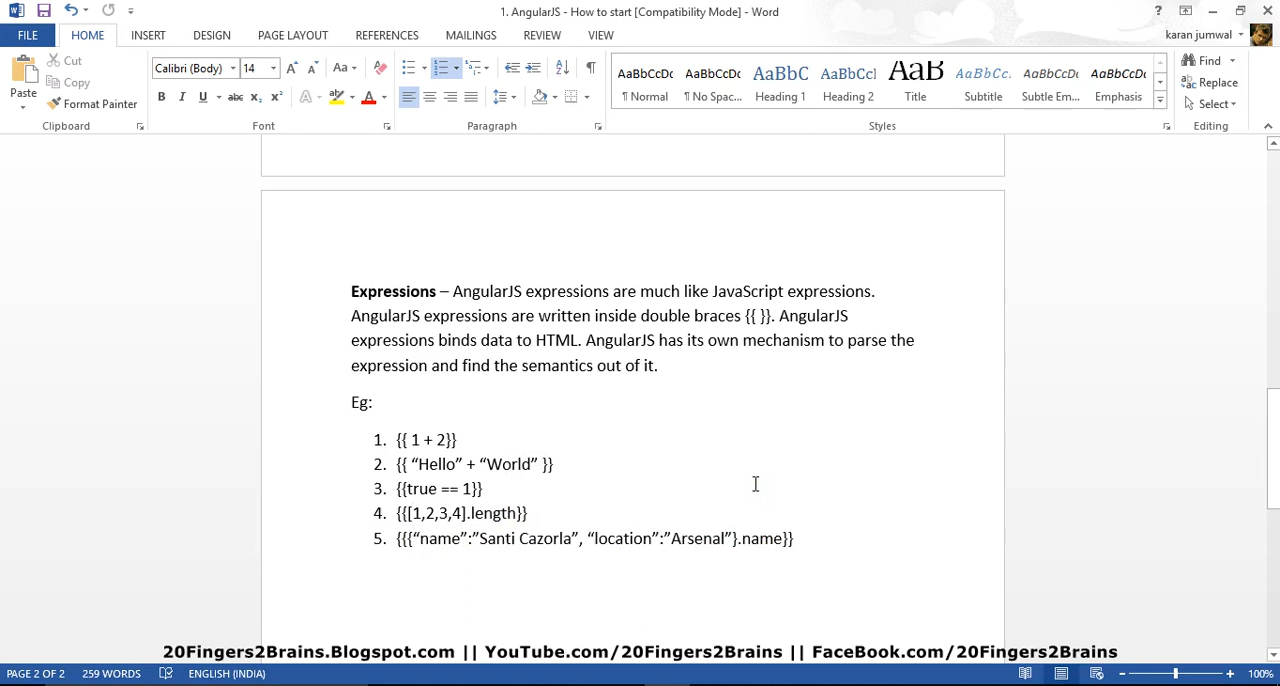 1. AngularJS - How to start [Compatibility Mode] - Word
FILE HOME INSERT DESIGN PAGE LAYOUT REFERENCES MAILINGS REVIEW VIEW karan jumwal
Paste Cut Copy Format Painter
Clipboard
Calibri (Body) 14
Font
Paragraph
AaBbCcDc ¶ Normal
AaBbCcDc ¶ No Spac...
AaBbC Heading 1
AaBbCcI Heading 2
AaB Title
AaBbCc. Subtitle
AaBbCcDc Subtle Em...
AaBbCcDc Emphasis
Styles
Find
Replace
Select
Editing
Expressions – AngularJS expressions are much like JavaScript expressions.
AngularJS expressions are written inside double braces {{ }}. AngularJS
expressions binds data to HTML. AngularJS has its own mechanism to parse the
expression and find the semantics out of it.
Eg:
1. {{ 1 + 2}}
2. {{ “Hello” + “World” }}
3. {{true == 1}}
4. {{[1,2,3,4].length}}
5. {{{“name”:”Santi Cazorla”, “location”:”Arsenal”}.name}}
20Fingers2Brains.Blogspot.com || YouTube.com/20Fingers2Brains || FaceBook.com/20Fingers2Brains
PAGE 2 OF 2 259 WORDS ENGLISH (INDIA) 100%